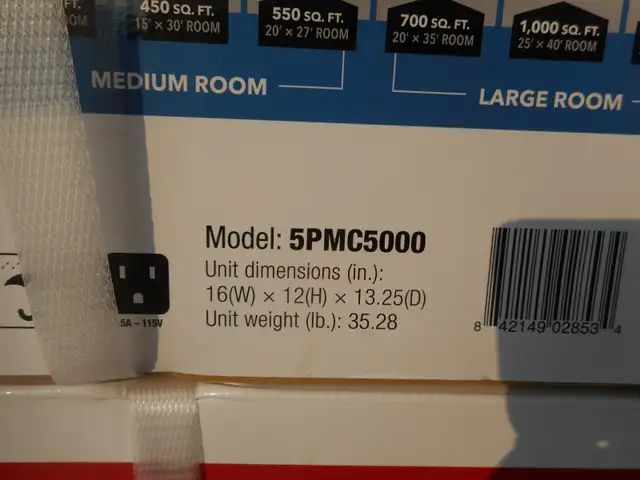 FT.
450 SQ. FT.
15' × 30' ROOM
550 SQ. FT.
20' × 27' ROOM
700 SQ. FT.
20' × 35' ROOM
1,000 SQ. FT.
25' × 40' ROOM
MEDIUM ROOM
LARGE ROOM
Model: 5PMC5000
Unit dimensions (in.):
16(W) × 12(H) × 13.25(D)
Unit weight (lb.): 35.28
5A – 115V
8 42149 02853 4